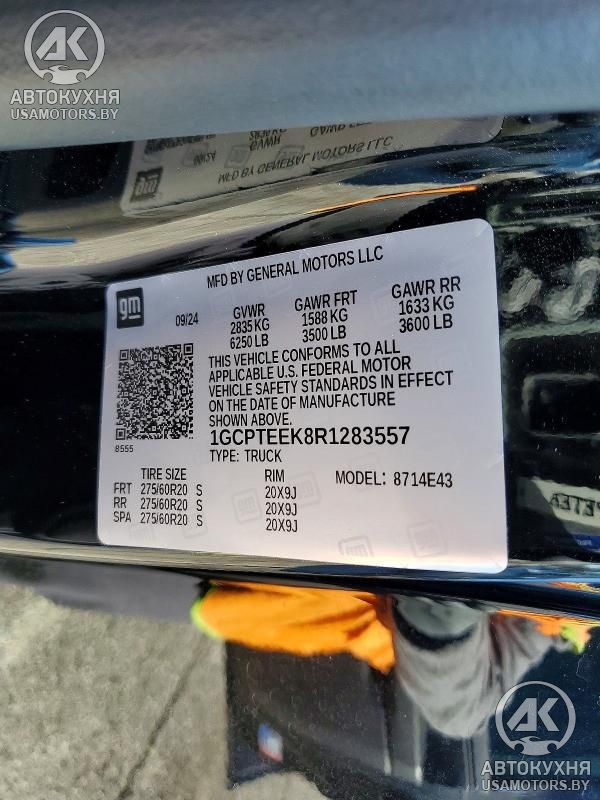 AK
АВТОКУХНЯ
USAMOTORS.BY
MFD BY GENERAL MOTORS LLC
gm
09/24
GVWR GAWR FRT GAWR RR
2835 KG 1588 KG 1633 KG
6250 LB 3500 LB 3600 LB
THIS VEHICLE CONFORMS TO ALL
APPLICABLE U.S. FEDERAL MOTOR
VEHICLE SAFETY STANDARDS IN EFFECT
ON THE DATE OF MANUFACTURE
SHOWN ABOVE.
8555
1GCPTEEK8R1283557
TYPE: TRUCK
TIRE SIZE RIM MODEL: 8714E43
FRT 275/60R20 S 20X9J
RR 275/60R20 S 20X9J
SPA 275/60R20 S 20X9J
AK
АВТОКУХНЯ
USAMOTORS.BY